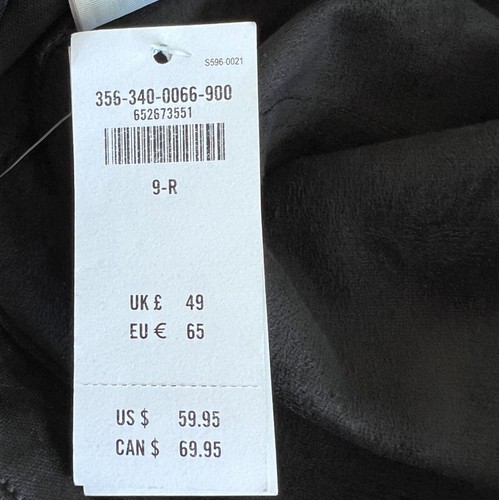 S596-0021
356-340-0066-900
652673551
9-R
UK £ 49
EU € 65
US $ 59.95
CAN $ 69.95